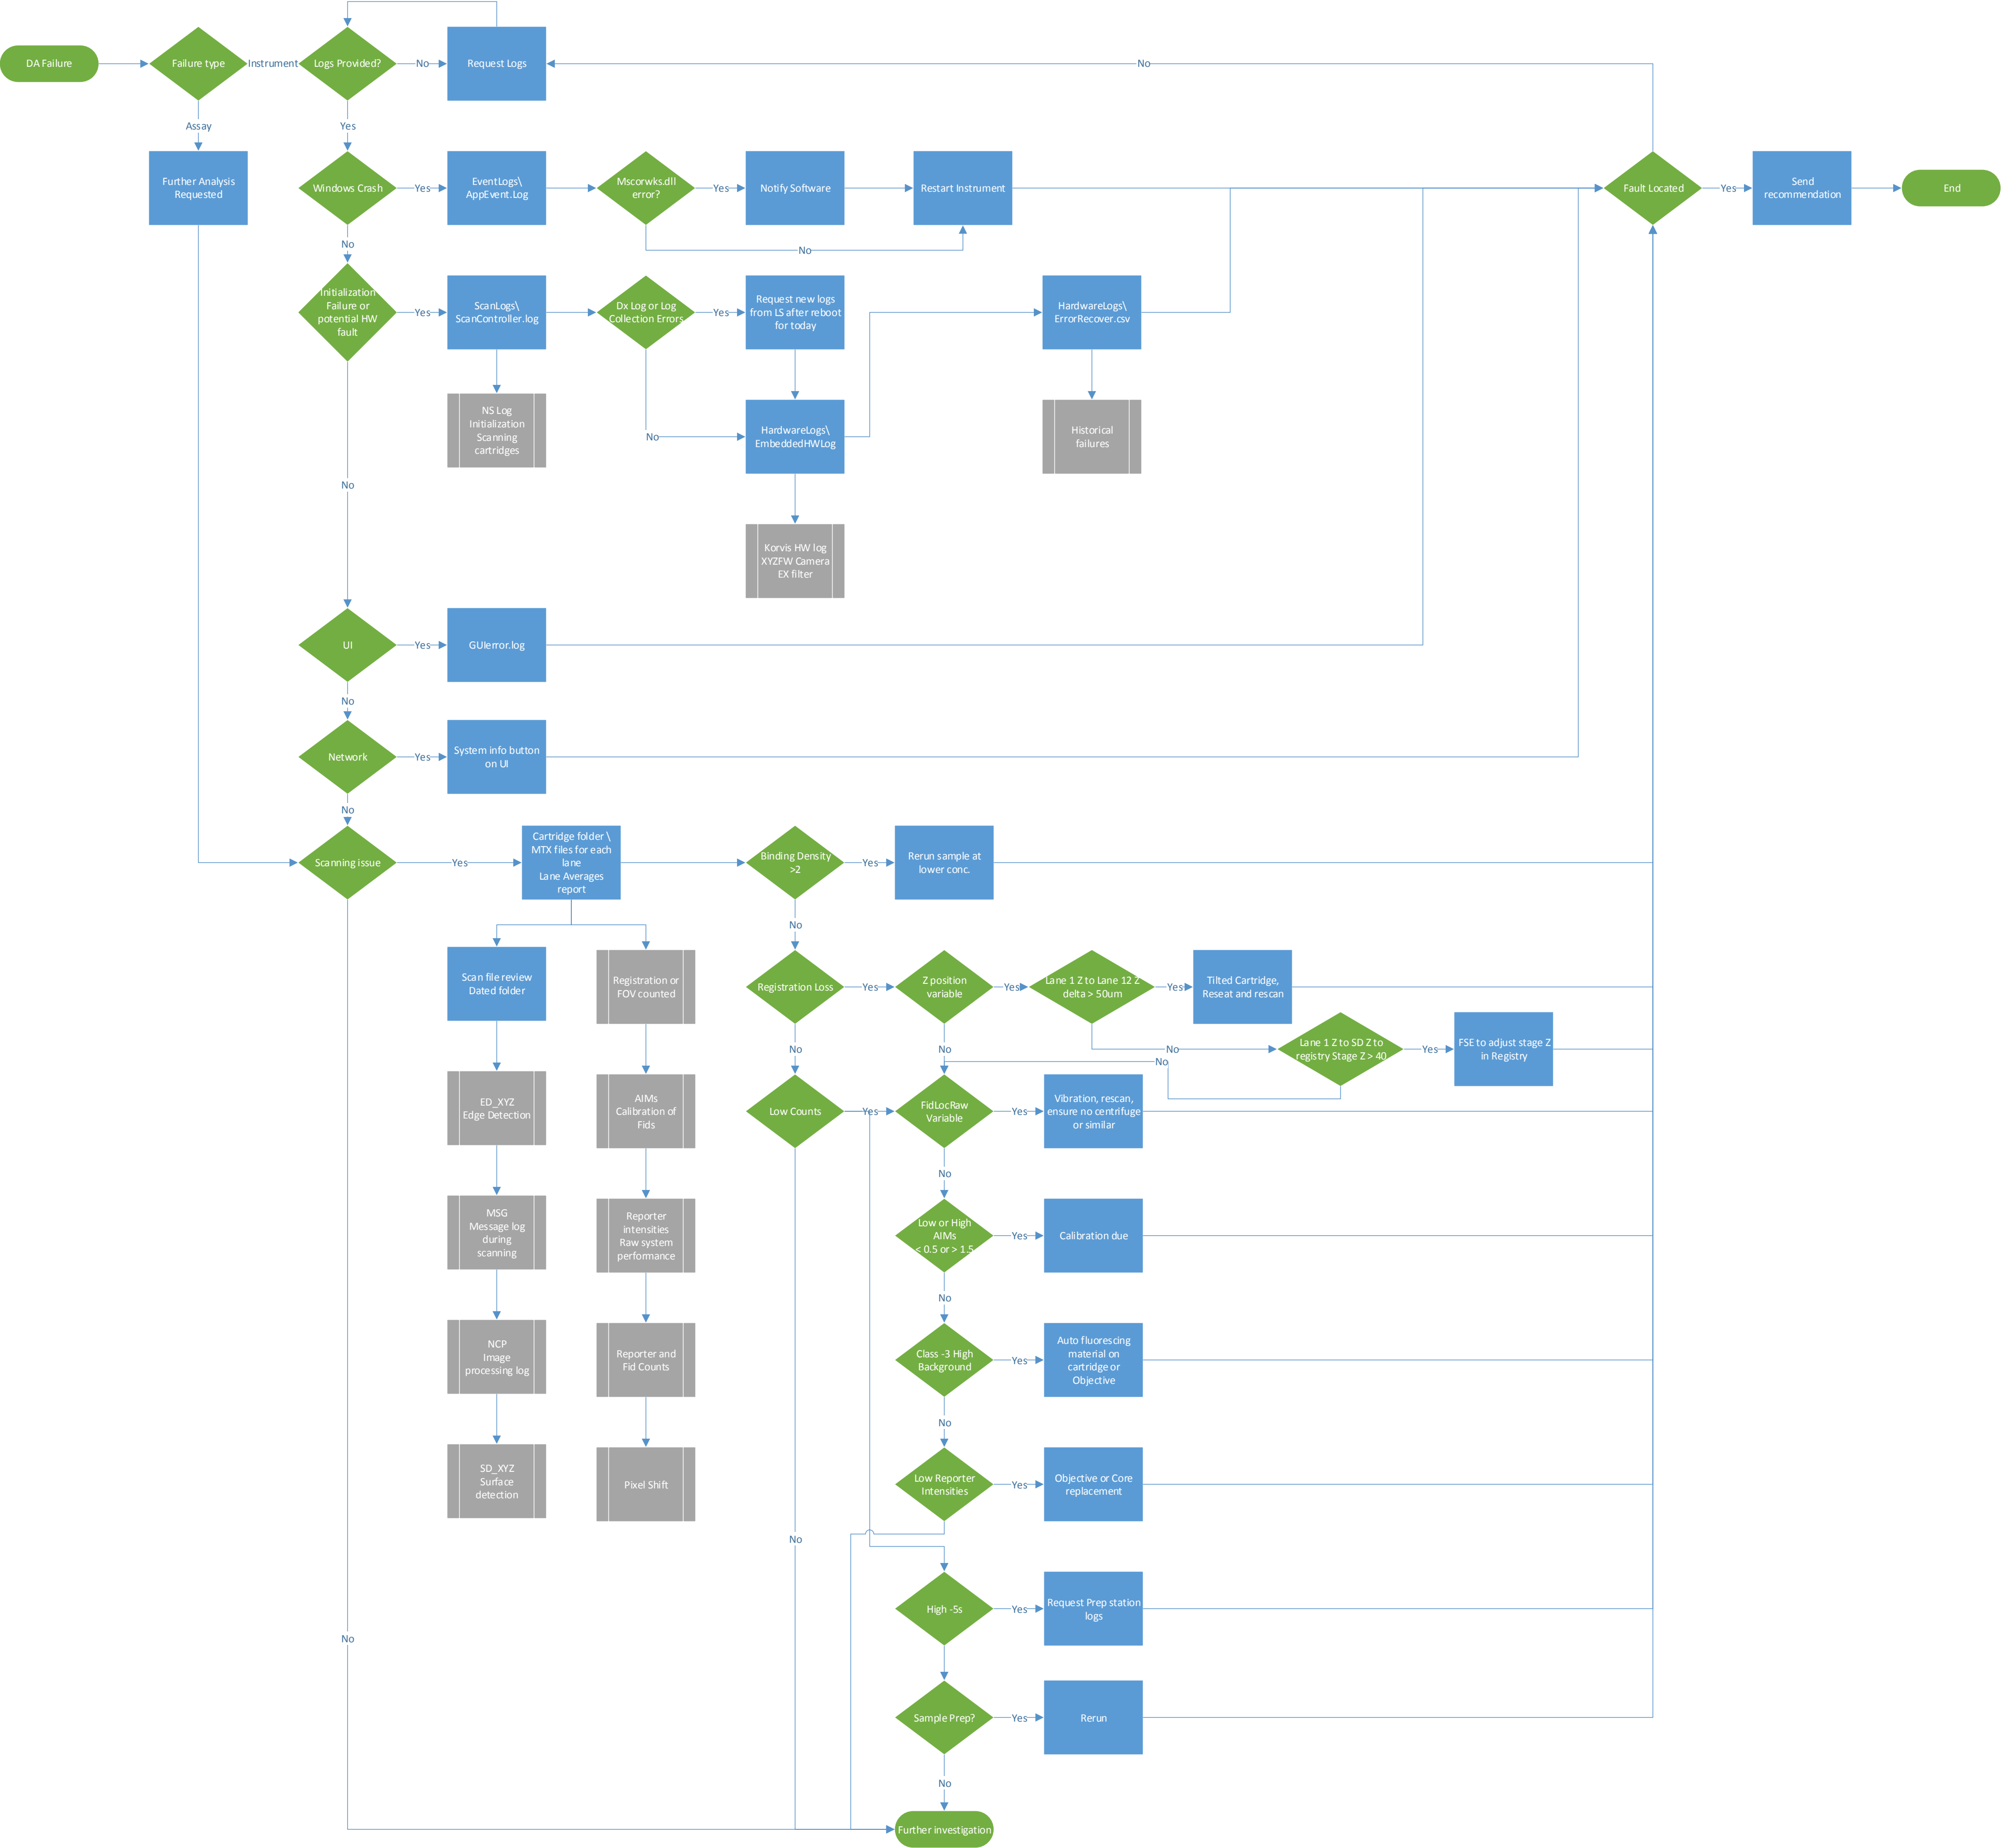 DA Failure
Failure type
Instrument
Logs Provided?
No
Request Logs
No
Assay
Yes
Further Analysis
Requested
Windows Crash
Yes
EventLogs\
AppEvent.Log
Mscorwks.dll
error?
Yes
Notify Software
Restart Instrument
Fault Located
Yes
Send
recommendation
End
No
No
Initialization
Failure or
potential HW
fault
Yes
ScanLogs\
ScanController.log
Dx Log or Log
Collection Errors
Yes
Request new logs
from LS after reboot
for today
HardwareLogs\
ErrorRecover.csv
NS Log
Initialization
Scanning
cartridges
No
HardwareLogs\
EmbeddedHWLog
Historical
failures
No
Korvis HW log
XYZFW Camera
EX filter
UI
Yes
GUIerror.log
No
Network
Yes
System info button
on UI
No
Scanning issue
Yes
Cartridge folder \
MTX files for each
lane
Lane Averages
report
Binding Density
>2
Yes
Rerun sample at
lower conc.
No
Scan file review
Dated folder
Registration or
FOV counted
Registration Loss
Yes
Z position
variable
Yes
Lane 1 Z to Lane 12 Z
delta > 50um
Yes
Tilted Cartridge,
Reseat and rescan
No
No
No
Lane 1 Z to SD Z to
registry Stage Z > 40
Yes
FSE to adjust stage Z
in Registry
No
ED_XYZ
Edge Detection
AIMs
Calibration of
Fids
Low Counts
Yes
FidLocRaw
Variable
Yes
Vibration, rescan,
ensure no centrifuge
or similar
No
MSG
Message log
during
scanning
Reporter
intensities
Raw system
performance
Low or High
AIMs
< 0.5 or > 1.5
Yes
Calibration due
No
NCP
Image
processing log
Reporter and
Fid Counts
Class -3 High
Background
Yes
Auto fluorescing
material on
cartridge or
Objective
No
SD_XYZ
Surface
detection
Pixel Shift
Low Reporter
Intensities
Yes
Objective or Core
replacement
No
High -5s
Yes
Request Prep station
logs
No
Sample Prep?
Yes
Rerun
No
Further investigation